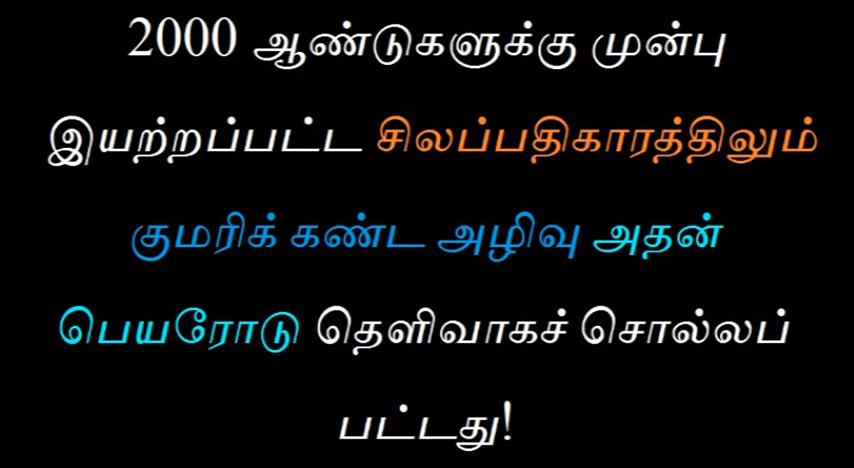 2000 ஆண்டுகளுக்கு முன்பு
இயற்றப்பட்ட சிலப்பதிகாரத்திலும்
குமரிக் கண்ட அழிவு அதன்
பெயரோடு தெளிவாகச் சொல்லப்
பட்டது!